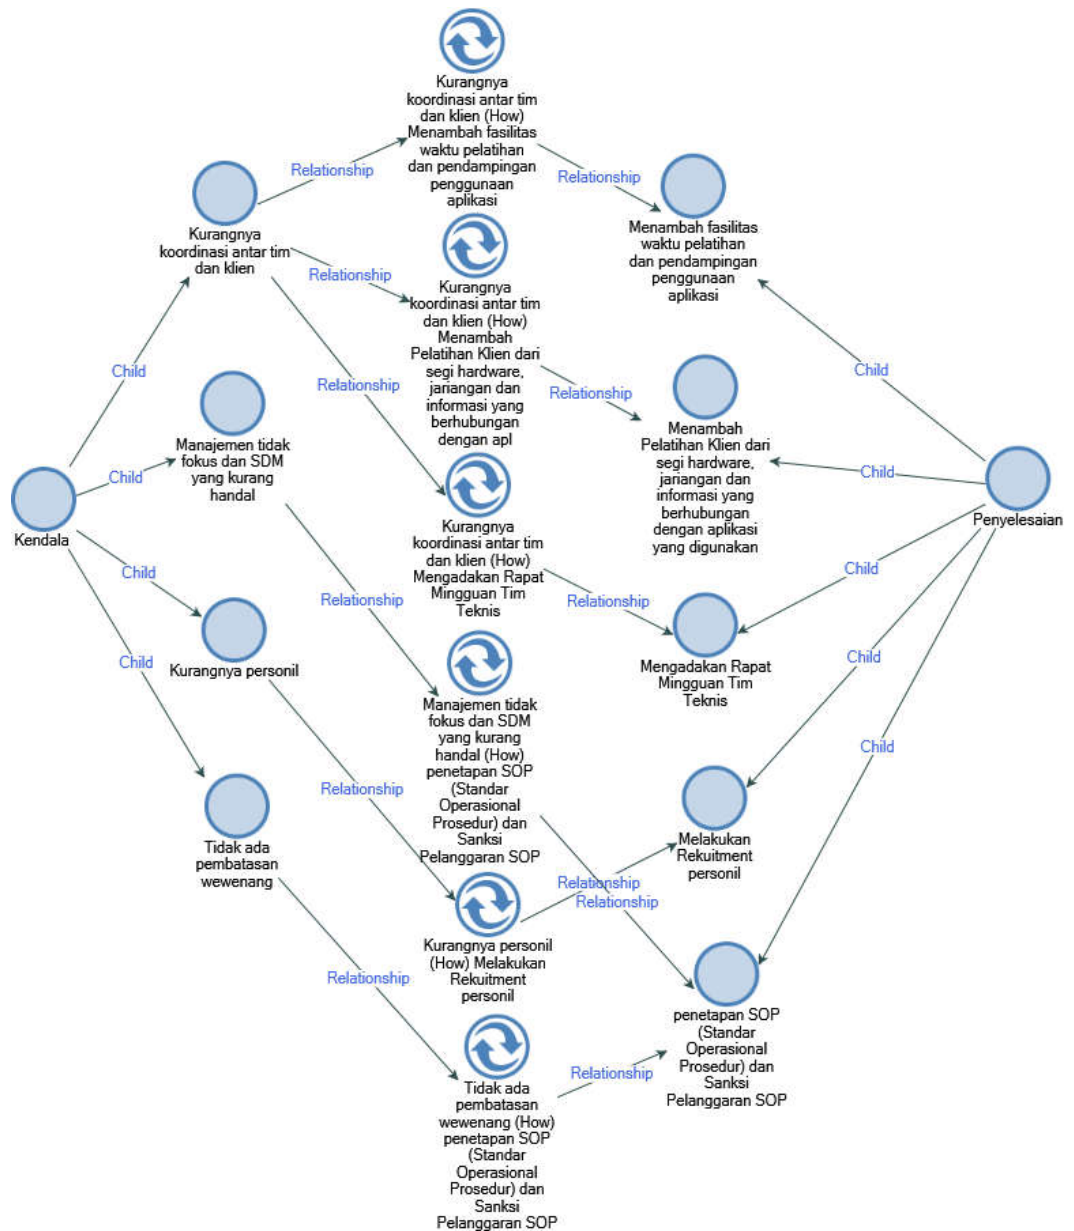 Kurangnya
koordinasi antar tim
dan klien (How)
Menambah fasilitas
waktu pelatihan
dan pendampingan
penggunaan
aplikasi
Relationship
Relationship
Kurangnya
koordinasi antar tim
dan klien
Menambah fasilitas
waktu pelatihan
dan pendampingan
penggunaan
aplikasi
Relationship
Kurangnya
koordinasi antar tim
dan klien (How)
Menambah
Pelatihan Klien dari
segi hardware,
jariangan dan
informasi yang
berhubungan
dengan apl
Child
Relationship
Relationship
Child
Manajemen tidak
fokus dan SDM
yang kurang
handal
Menambah
Pelatihan Klien dari
segi hardware,
jariangan dan
informasi yang
berhubungan
dengan aplikasi
yang digunakan
Child
Child
Kendala
Penyelesaian
Kurangnya
koordinasi antar tim
dan klien (How)
Mengadakan Rapat
Mingguan Tim
Teknis
Child
Child
Relationship
Relationship
Kurangnya personil
Child
Mengadakan Rapat
Mingguan Tim
Teknis
Child
Manajemen tidak
fokus dan SDM
yang kurang
handal (How)
penetapan SOP
(Standar
Operasional
Prosedur) dan
Sanksi
Pelanggaran SOP
Child
Relationship
Tidak ada
pembatasan
wewenang
Melakukan
Rekuitment
personil
Relationship
Relationship
Kurangnya personil
(How) Melakukan
Rekuitment
personil
Relationship
penetapan SOP
(Standar
Operasional
Prosedur) dan
Sanksi
Pelanggaran SOP
Relationship
Tidak ada
pembatasan
wewenang (How)
penetapan SOP
(Standar
Operasional
Prosedur) dan
Sanksi
Pelanggaran SOP